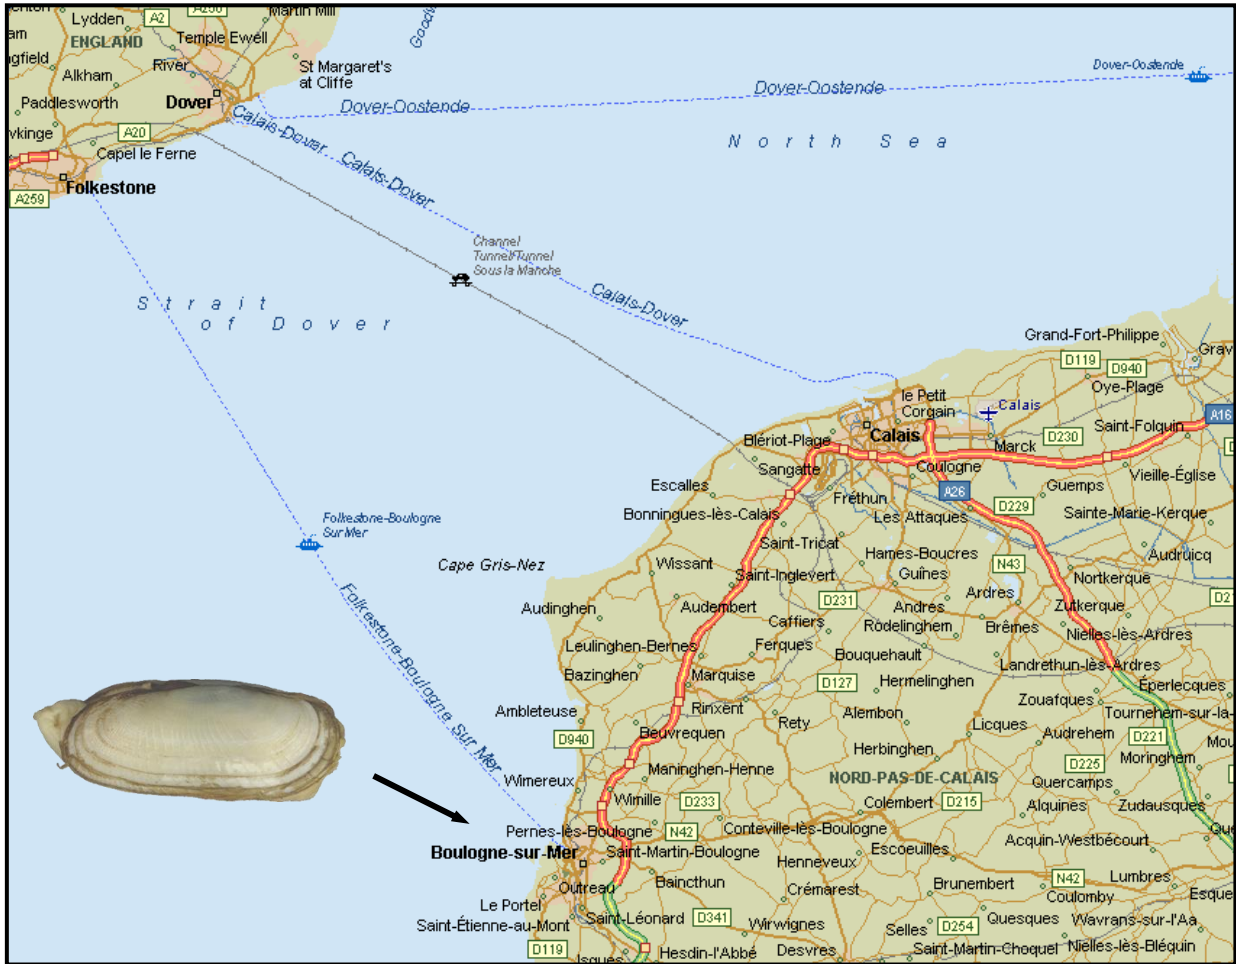 Lydden
A2
Martin Mill
ENGLAND
Temple Ewell
River
St Margaret's
at Cliffe
Alkham
Dover
Paddlesworth
A20
Capel le Ferne
Folkestone
A259
Dover-Oostende
Dover-Oostende
Dover-Oostende
Calais-Dover
Calais-Dover
North Sea
Channel
Tunnel/Tunnel
Sous la Manche
Calais-Dover
Strait
of Dover
Grand-Fort-Philippe
D119
D940
Oye-Plage
le Petit
Corgain
Calais
A16
Saint-Folquin
Blériot-Plage
Calais
D230
Marck
Sangatte
Coulogne
Vieille-Église
Escalles
Fréthun
A26
Guemps
D229
Bonningues-lès-Calais
Les Attaques
Sainte-Marie-Kerque
Folkestone-Boulogne
Sur Mer
Saint-Tricat
Hames-Boucres
Audruicq
Cape Gris-Nez
Wissant
Saint-Inglevert
Guînes
N43
Nortkerque
Audinghen
Audembert
D231
Andres
Ardres
Zutkerque
Caffiers
Rodelinghem
Brêmes
Nielles-lès-Ardres
Leulinghen-Bernes
Ferques
Bouquehault
Landrethun-lès-Ardres
Bazinghen
Marquise
D127
Hermelinghen
Zouafques
Éperlecques
Folkestone-Boulogne Sur Mer
Ambleteuse
Rinxent
Rety
Alembon
Licques
Tournehem-sur-la-
D940
Beuvrequen
Herbinghen
Audrehem
D221
Wimereux
Maninghen-Henne
NORD-PAS-DE-CALAIS
D225
Moringhem
Quercamps
Wimille
D233
Colembert
D215
Alquines
Zudausques
Pernes-lès-Boulogne
N42
Conteville-lès-Boulogne
Acquin-Westbécourt
Boulogne-sur-Mer
Saint-Martin-Boulogne
Henneveux
Escoeuilles
Outreau
Baincthun
Crémarest
Brunembert
N42
Lumbres
Coulomby
Le Portel
Saint-Étienne-au-Mont
Saint-Léonard
D341
Wirwignes
Selles
D254
Quesques
Wavrans-sur-l'Aa
D119
Isques
Hesdin-l'Abbé
Desvres
Saint-Martin-Choquel
Nielles-lès-Bléquin